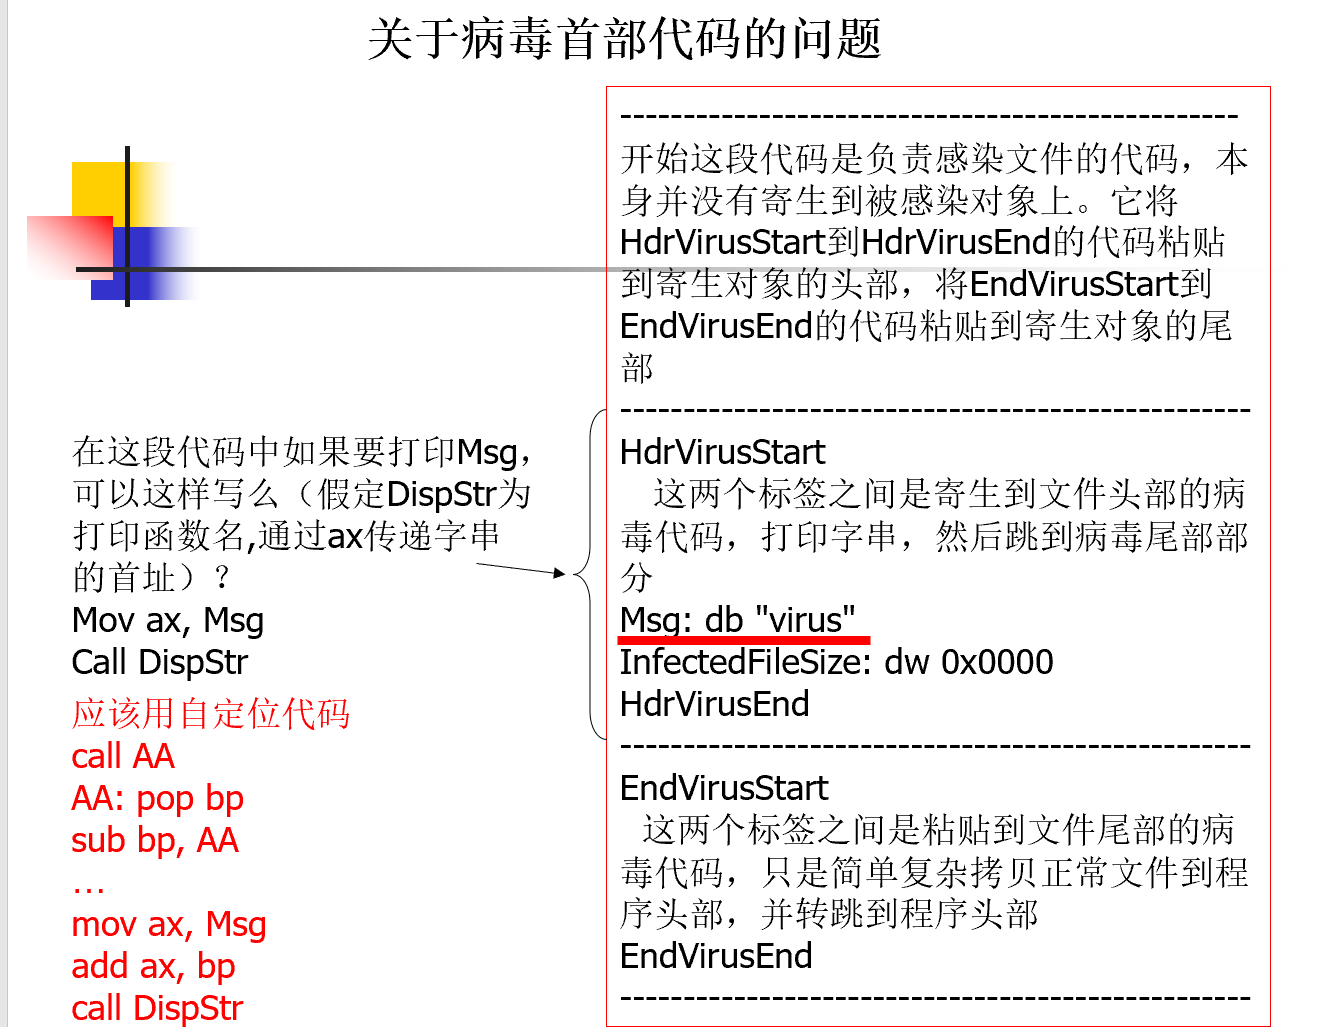 关于病毒首部代码的问题
-------------------------------------------------
开始这段代码是负责感染文件的代码，本
身并没有寄生到被感染对象上。它将
HdrVirusStart到HdrVirusEnd的代码粘贴
到寄生对象的头部，将EndVirusStart到
EndVirusEnd的代码粘贴到寄生对象的尾
部
--------------------------------------------------
HdrVirusStart
这两个标签之间是寄生到文件头部的病
毒代码，打印字串，然后跳到病毒尾部部
分
Msg: db "virus"
InfectedFileSize: dw 0x0000
HdrVirusEnd
--------------------------------------------------
EndVirusStart
这两个标签之间是粘贴到文件尾部的病
毒代码，只是简单复杂拷贝正常文件到程
序头部，并转跳到程序头部
EndVirusEnd
--------------------------------------------------
在这段代码中如果要打印Msg，
可以这样写么（假定DispStr为
打印函数名,通过ax传递字串
的首址）？
Mov ax, Msg
Call DispStr
应该用自定位代码
call AA
AA: pop bp
sub bp, AA
…
mov ax, Msg
add ax, bp
call DispStr